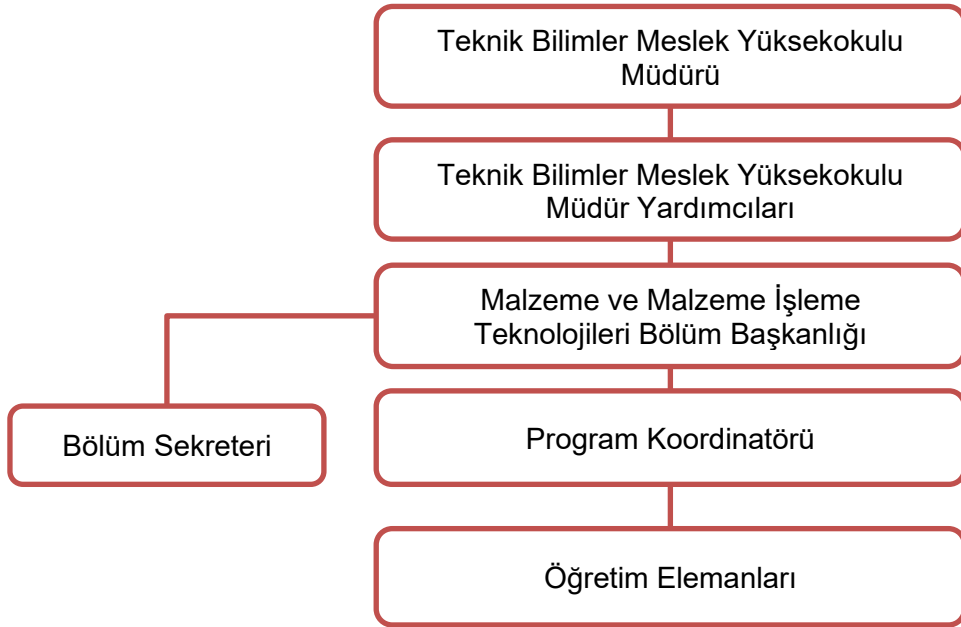 Teknik Bilimler Meslek Yüksekokulu
Müdürü
Teknik Bilimler Meslek Yüksekokulu
Müdür Yardımcıları
Malzeme ve Malzeme İşleme
Teknolojileri Bölüm Başkanlığı
Bölüm Sekreteri
Program Koordinatörü
Öğretim Elemanları